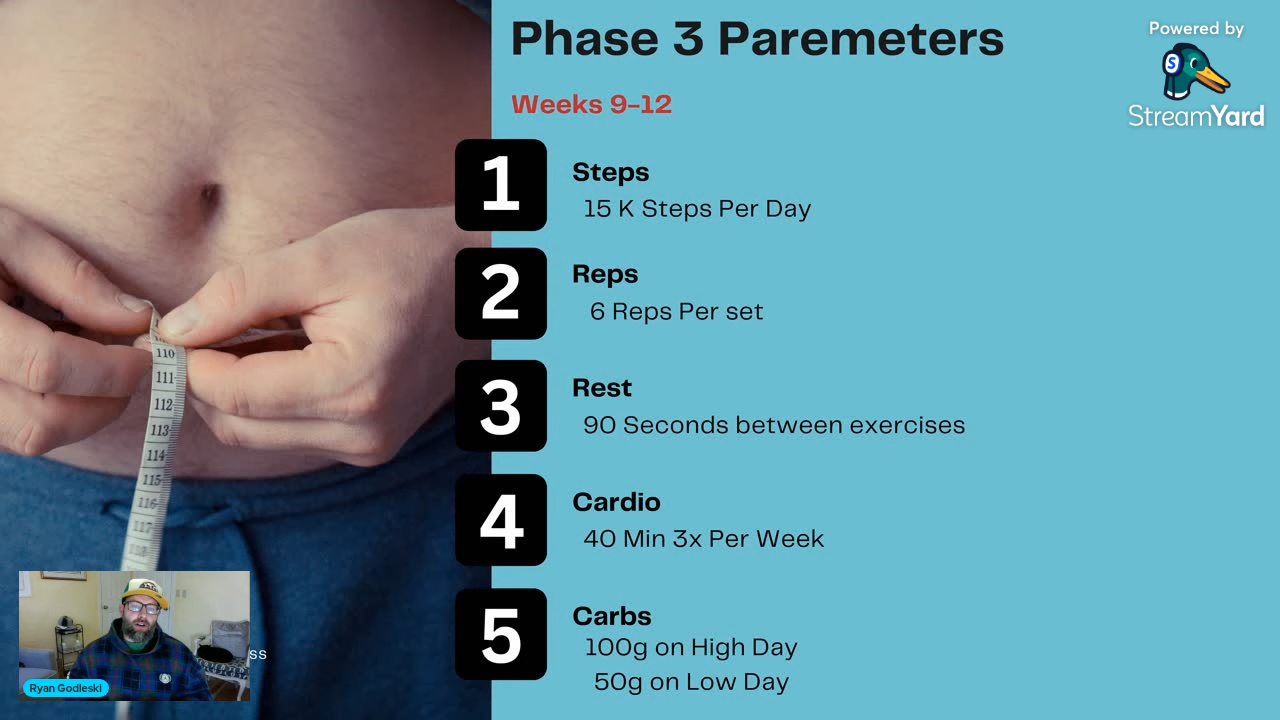 Phase 3 Paremeters
Powered by
StreamYard
Weeks 9-12
1
Steps
15 K Steps Per Day
2
Reps
6 Reps Per set
3
Rest
90 Seconds between exercises
4
Cardio
40 Min 3x Per Week
5
Carbs
100g on High Day
50g on Low Day
110
111
112
113
114
115
116
117
ss
Ryan Godleski